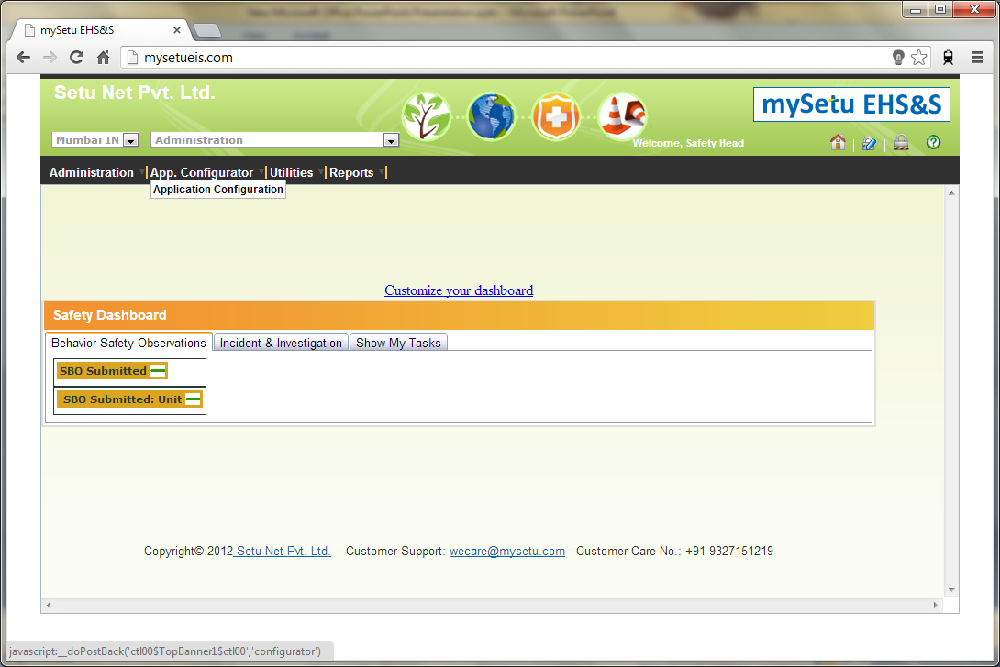 mySetu EHS&S
mysetueis.com
Setu Net Pvt. Ltd.
mySetu EHS&S
Mumbai IN
Administration
Welcome, Safety Head
Administration App. Configurator Utilities Reports
Application Configuration
Customize your dashboard
Safety Dashboard
Behavior Safety Observations Incident & Investigation Show My Tasks
SBO Submitted
SBO Submitted: Unit
Copyright© 2012 Setu Net Pvt. Ltd. Customer Support: wecare@mysetu.com Customer Care No.: +91 9327151219
javascript:__doPostBack('ctl00$TopBanner1$ctl00','configurator')